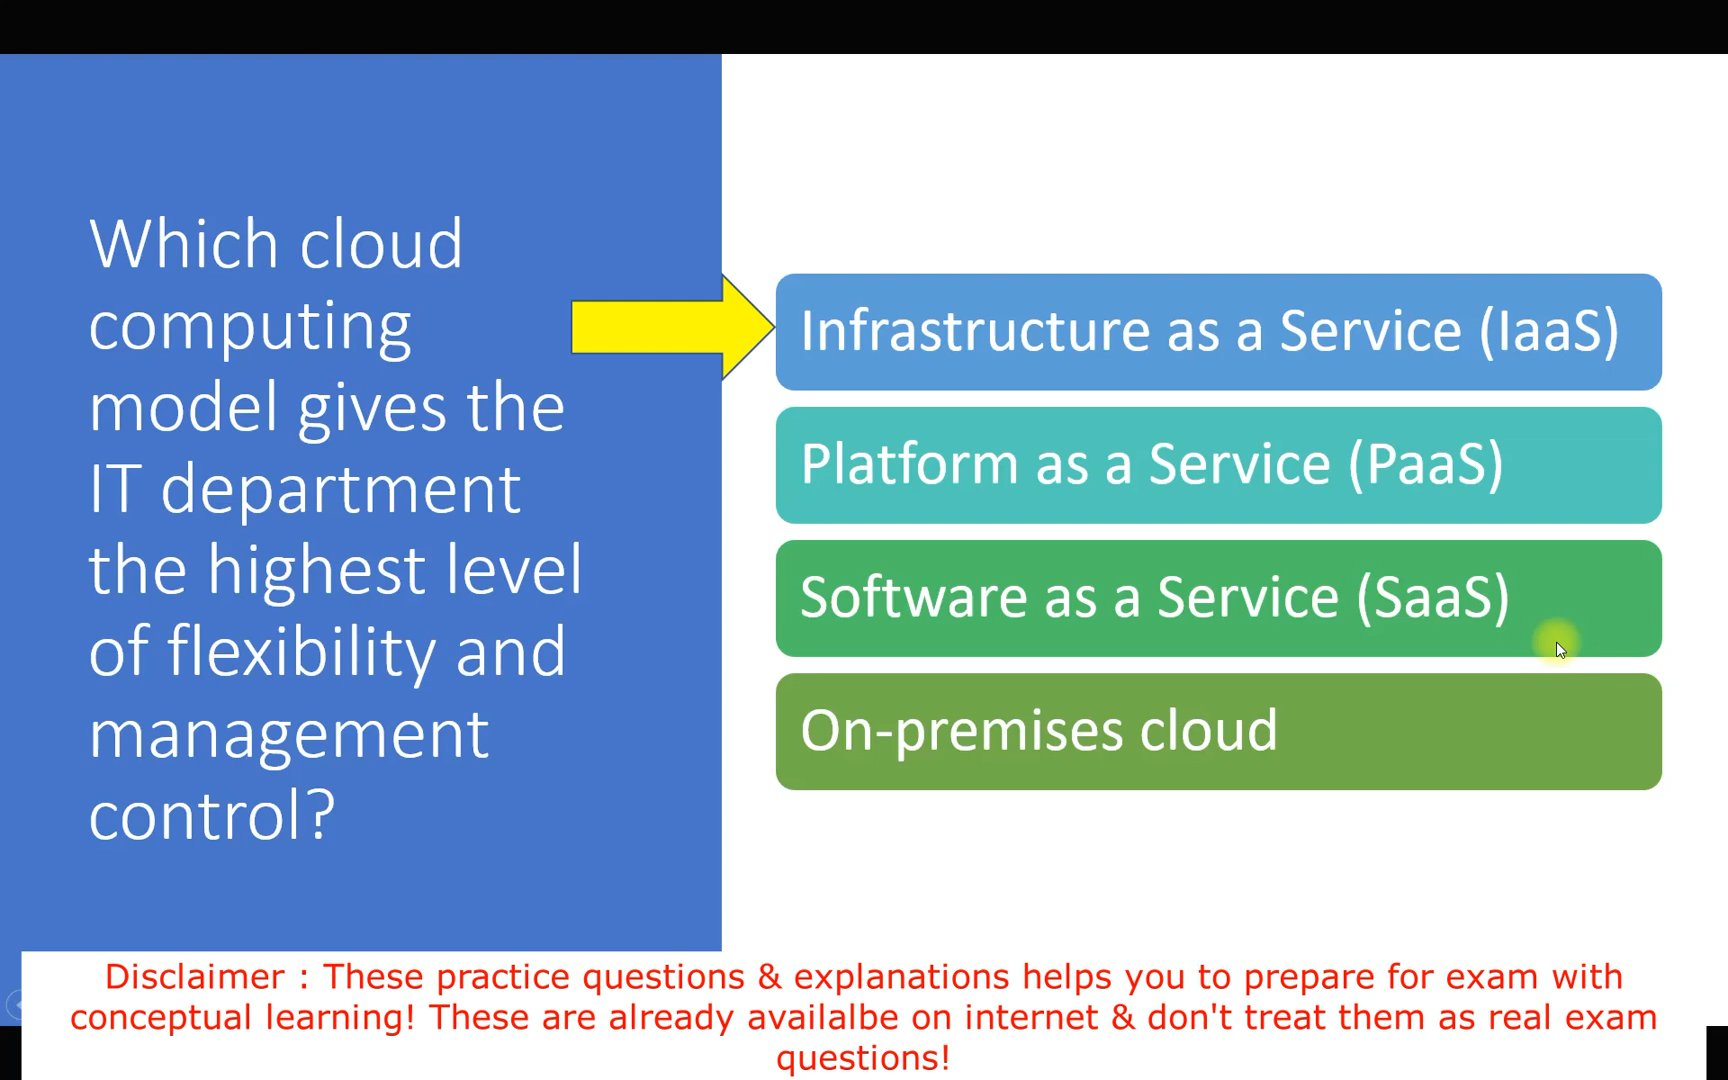 Which cloud
computing
model gives the
IT department
the highest level
of flexibility and
management
control?
Infrastructure as a Service (IaaS)
Platform as a Service (PaaS)
Software as a Service (SaaS)
On-premises cloud
Disclaimer : These practice questions & explanations helps you to prepare for exam with
conceptual learning! These are already availalbe on internet & don't treat them as real exam
questions!